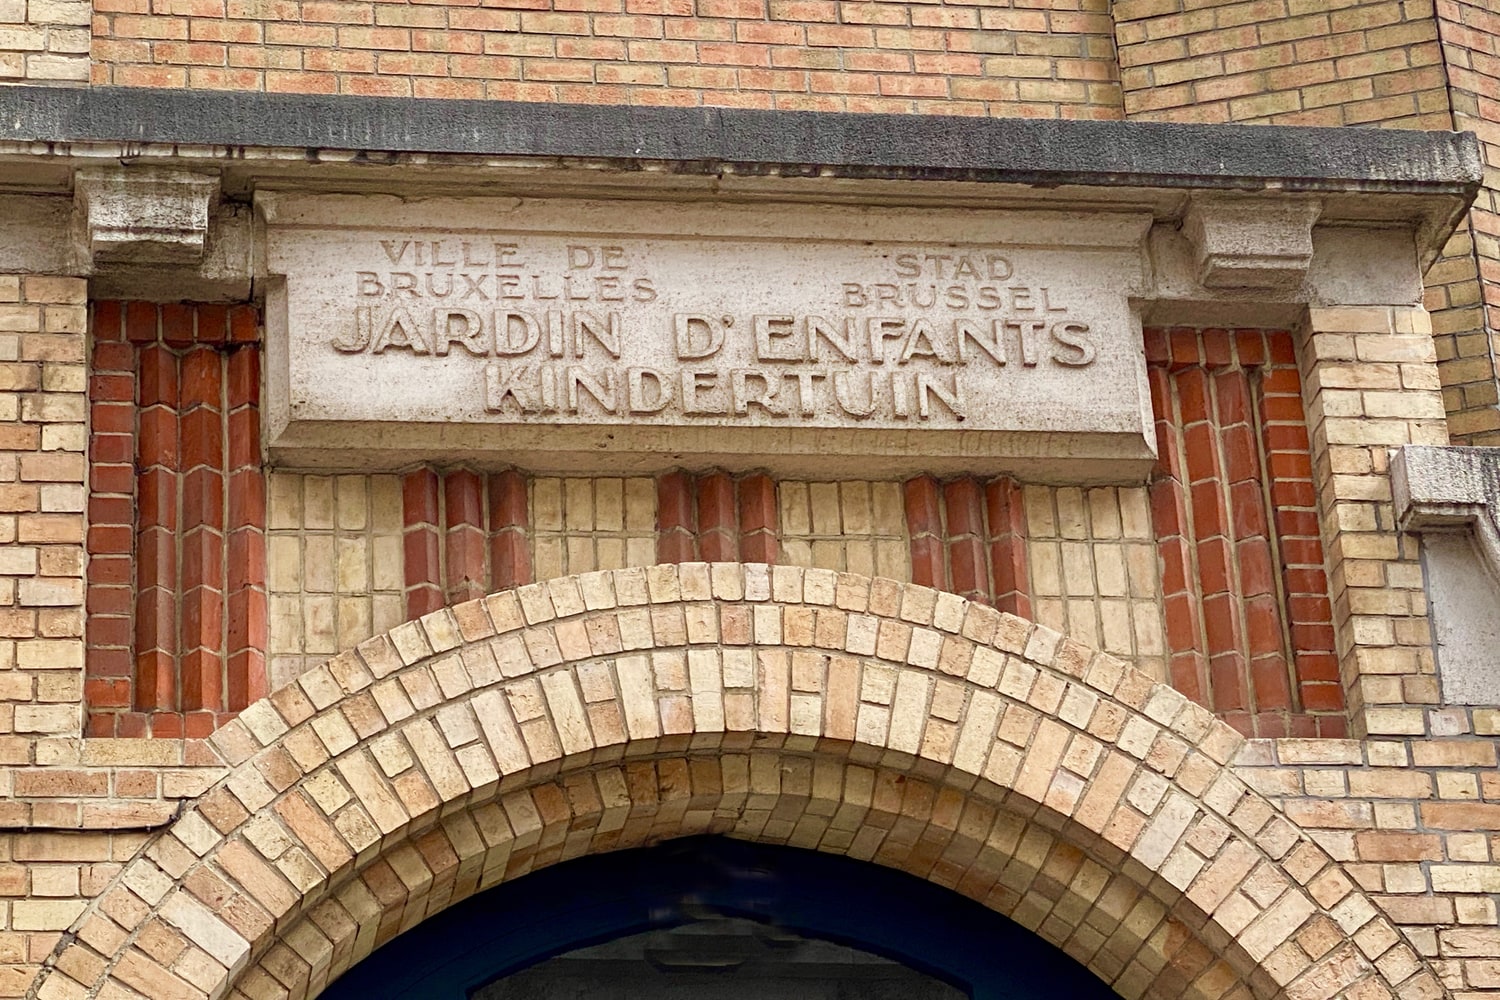 VILLE DE
BRUXELLES
STAD
BRUSSEL
JARDIN D'ENFANTS
KINDERTUIN